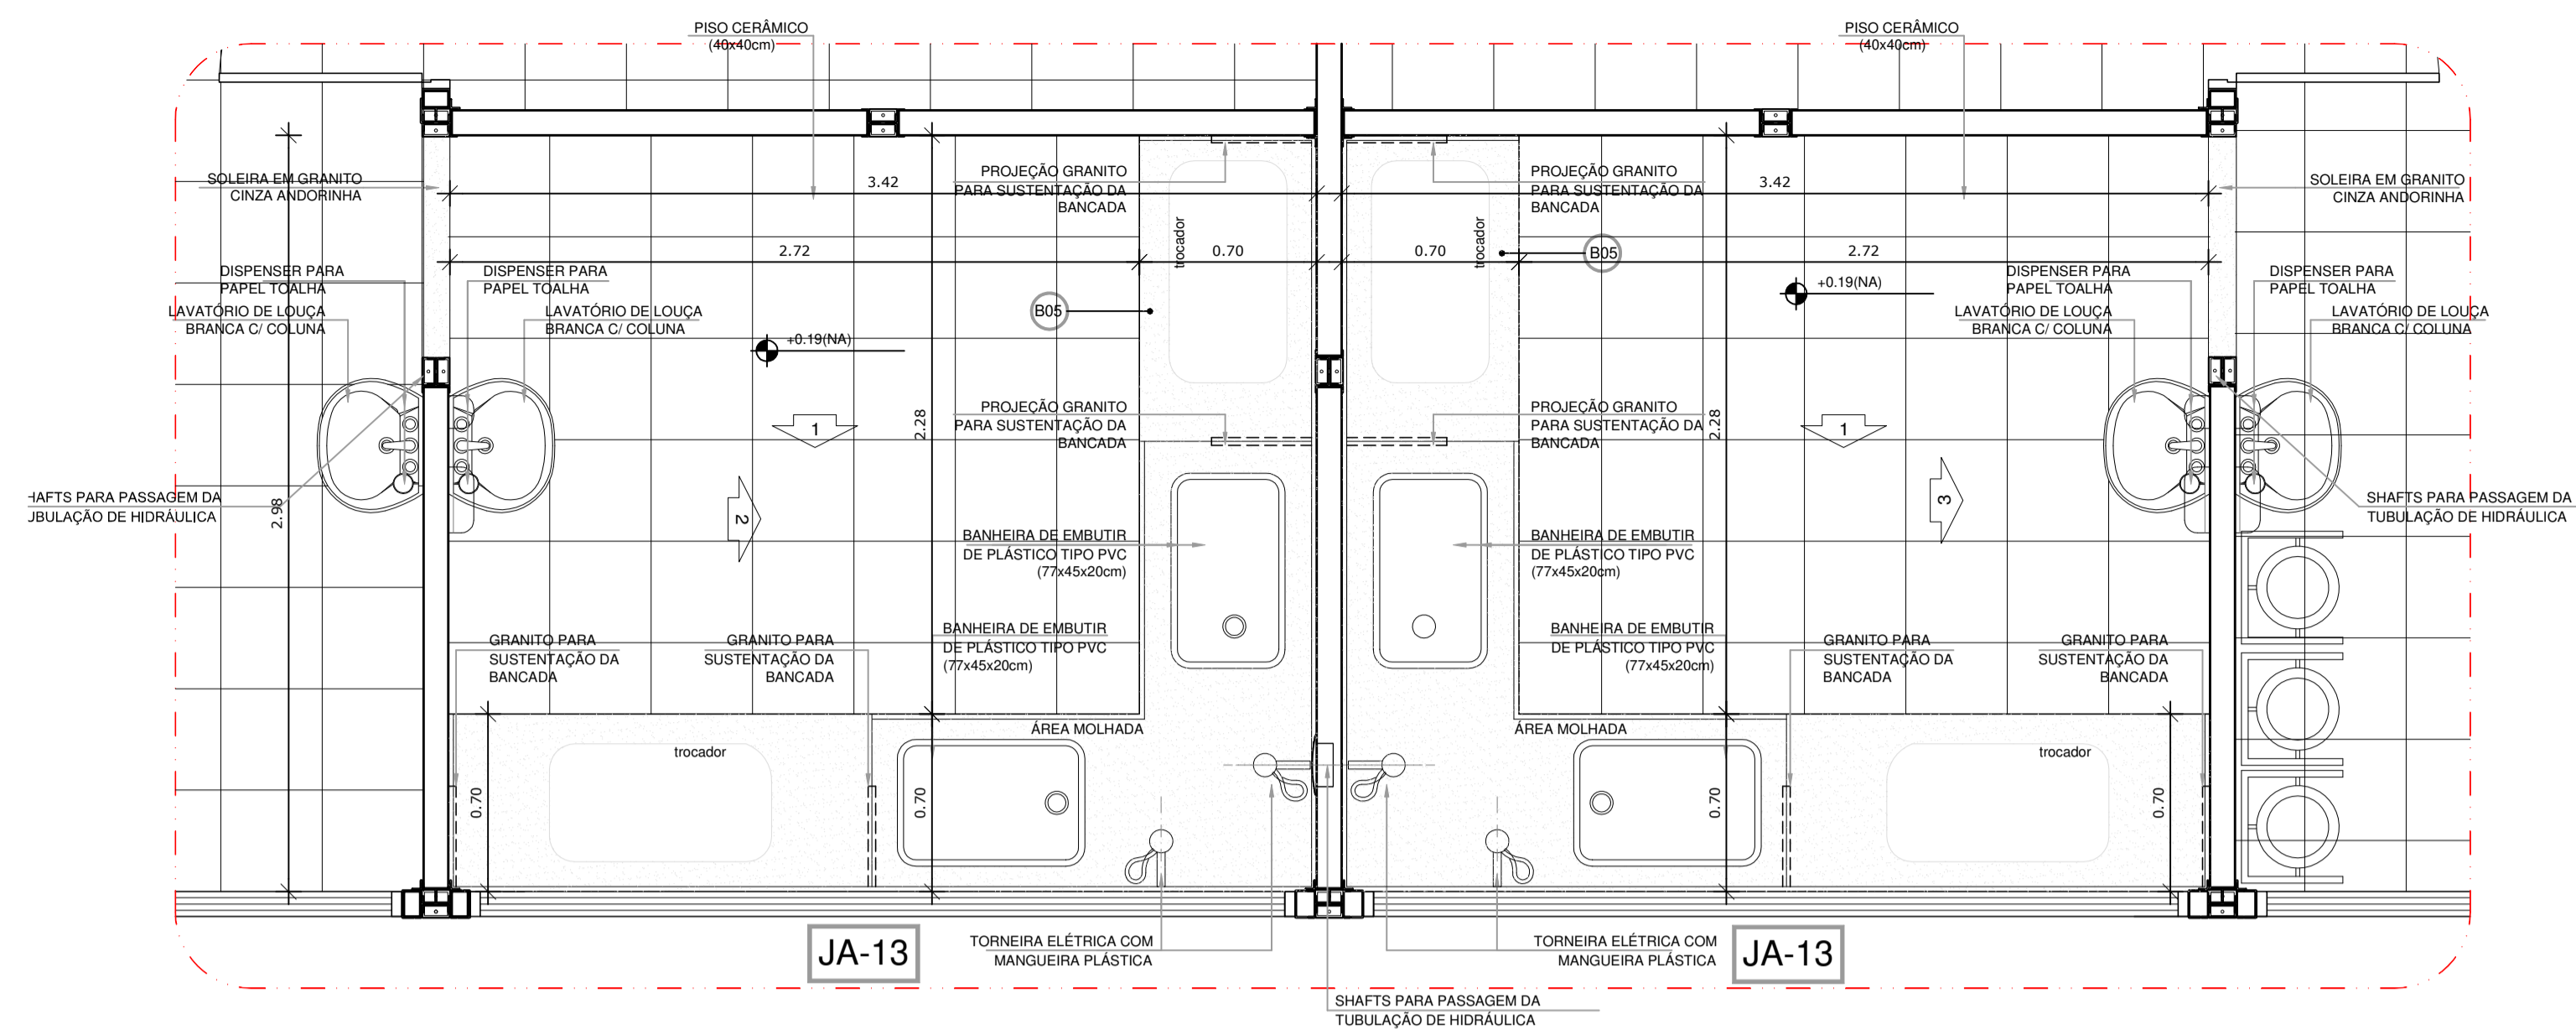 PISO CERÂMICO
(40x40cm)
PISO CERÂMICO
(40x40cm)
SOLEIRA EM GRANITO
CINZA ANDORINHA
3.42
PROJEÇÃO GRANITO
PARA SUSTENTAÇÃO DA
BANCADA
PROJEÇÃO GRANITO
PARA SUSTENTAÇÃO DA
BANCADA
3.42
SOLEIRA EM GRANITO
CINZA ANDORINHA
2.72
trocador
0.70
0.70
trocador
B05
2.72
DISPENSER PARA
PAPEL TOALHA
DISPENSER PARA
PAPEL TOALHA
DISPENSER PARA
PAPEL TOALHA
DISPENSER PARA
PAPEL TOALHA
LAVATÓRIO DE LOUÇA
BRANCA C/ COLUNA
LAVATÓRIO DE LOUÇA
BRANCA C/ COLUNA
B05
+0.19(NA)
+0.19(NA)
LAVATÓRIO DE LOUÇA
BRANCA C/ COLUNA
LAVATÓRIO DE LOUÇA
BRANCA C/ COLUNA
1
2.28
PROJEÇÃO GRANITO
PARA SUSTENTAÇÃO DA
BANCADA
PROJEÇÃO GRANITO
PARA SUSTENTAÇÃO DA
BANCADA
2.28
1
HAFTS PARA PASSAGEM DA
UBULAÇÃO DE HIDRÁULICA
2.98
2
3
SHAFTS PARA PASSAGEM DA
TUBULAÇÃO DE HIDRÁULICA
BANHEIRA DE EMBUTIR
DE PLÁSTICO TIPO PVC
(77x45x20cm)
BANHEIRA DE EMBUTIR
DE PLÁSTICO TIPO PVC
(77x45x20cm)
GRANITO PARA
SUSTENTAÇÃO DA
BANCADA
GRANITO PARA
SUSTENTAÇÃO DA
BANCADA
BANHEIRA DE EMBUTIR
DE PLÁSTICO TIPO PVC
(77x45x20cm)
BANHEIRA DE EMBUTIR
DE PLÁSTICO TIPO PVC
(77x45x20cm)
GRANITO PARA
SUSTENTAÇÃO DA
BANCADA
GRANITO PARA
SUSTENTAÇÃO DA
BANCADA
ÁREA MOLHADA
ÁREA MOLHADA
trocador
trocador
0.70
0.70
0.70
0.70
JA-13
TORNEIRA ELÉTRICA COM
MANGUEIRA PLÁSTICA
TORNEIRA ELÉTRICA COM
MANGUEIRA PLÁSTICA
JA-13
SHAFTS PARA PASSAGEM DA
TUBULAÇÃO DE HIDRÁULICA